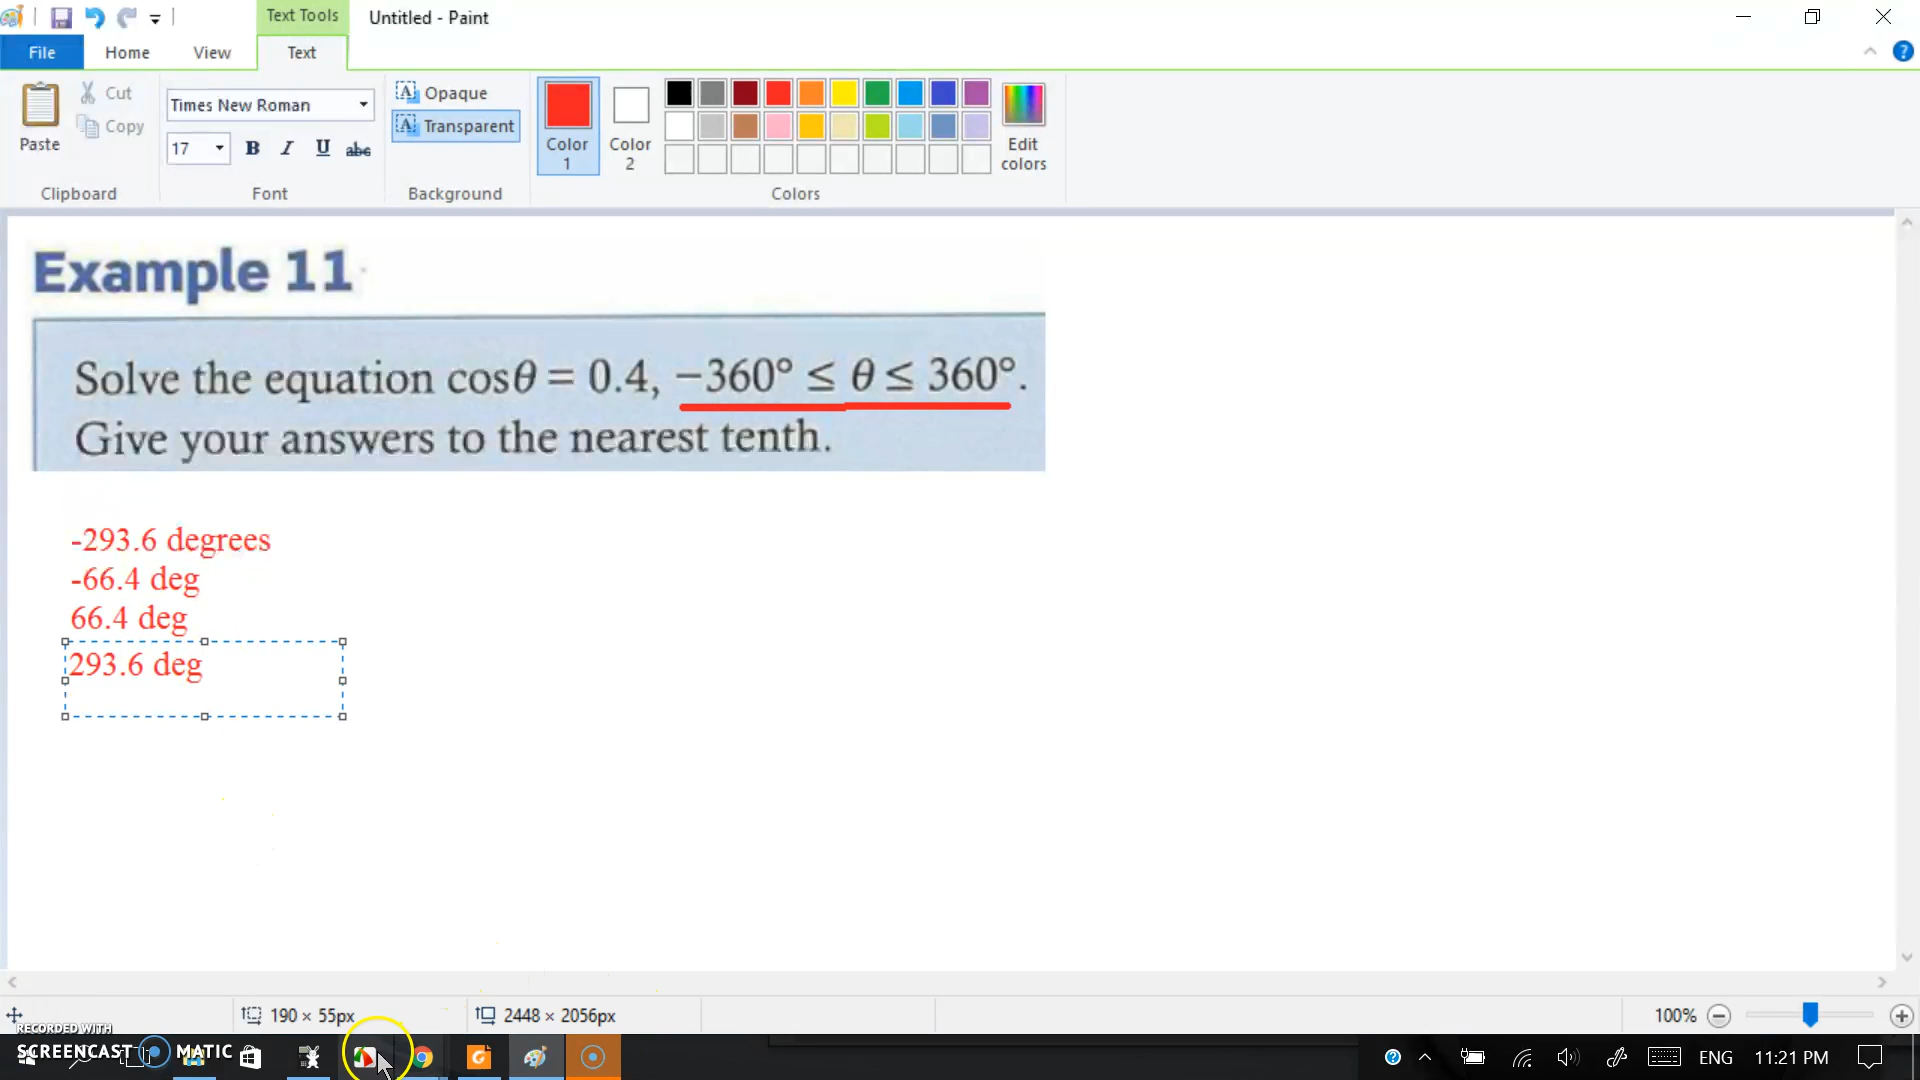 Text Tools
Untitled - Paint
File
Home
View
Text
Paste
Cut
Copy
Clipboard
Times New Roman
17
B I U abc
Font
Opaque
Transparent
Background
Color 1
Color 2
Edit colors
Colors
Example 11
Solve the equation cosθ = 0.4, −360° ≤ θ ≤ 360°.
Give your answers to the nearest tenth.
-293.6 degrees
-66.4 deg
66.4 deg
293.6 deg
190 × 55px
2448 × 2056px
100%
RECORDED WITH
SCREENCAST MATIC
ENG
11:21 PM